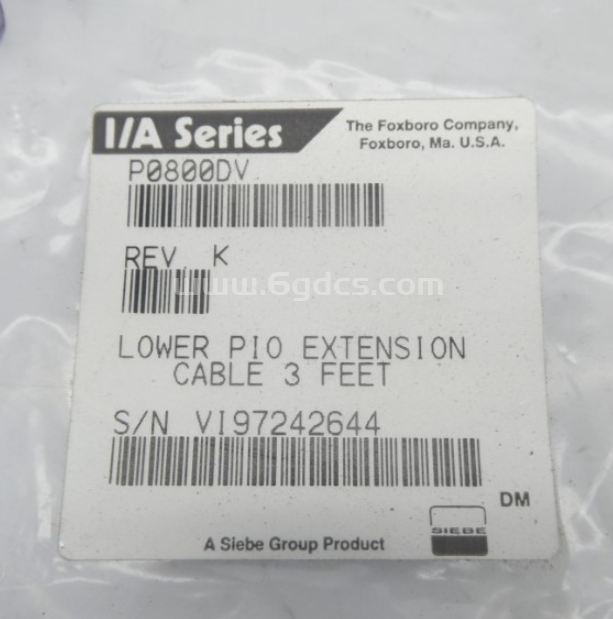 I/A Series
The Foxboro Company,
Foxboro, Ma. U.S.A.
P0800DV
REV. K
www.6gdcs.com
LOWER PIO EXTENSION
CABLE 3 FEET
S/N VI97242644
DM
SIEBE
A Siebe Group Product